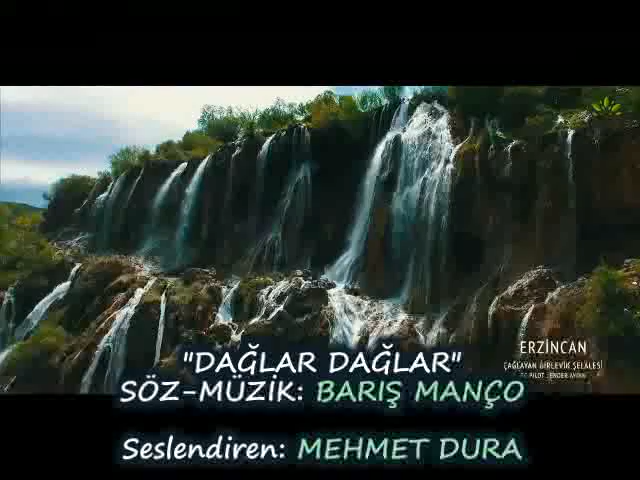 ERZİNCAN
ÇAĞLAYAN GİRLEVİK ŞELALESİ
"DAĞLAR DAĞLAR"
SÖZ-MÜZİK: BARIŞ MANÇO
Seslendiren: MEHMET DURA